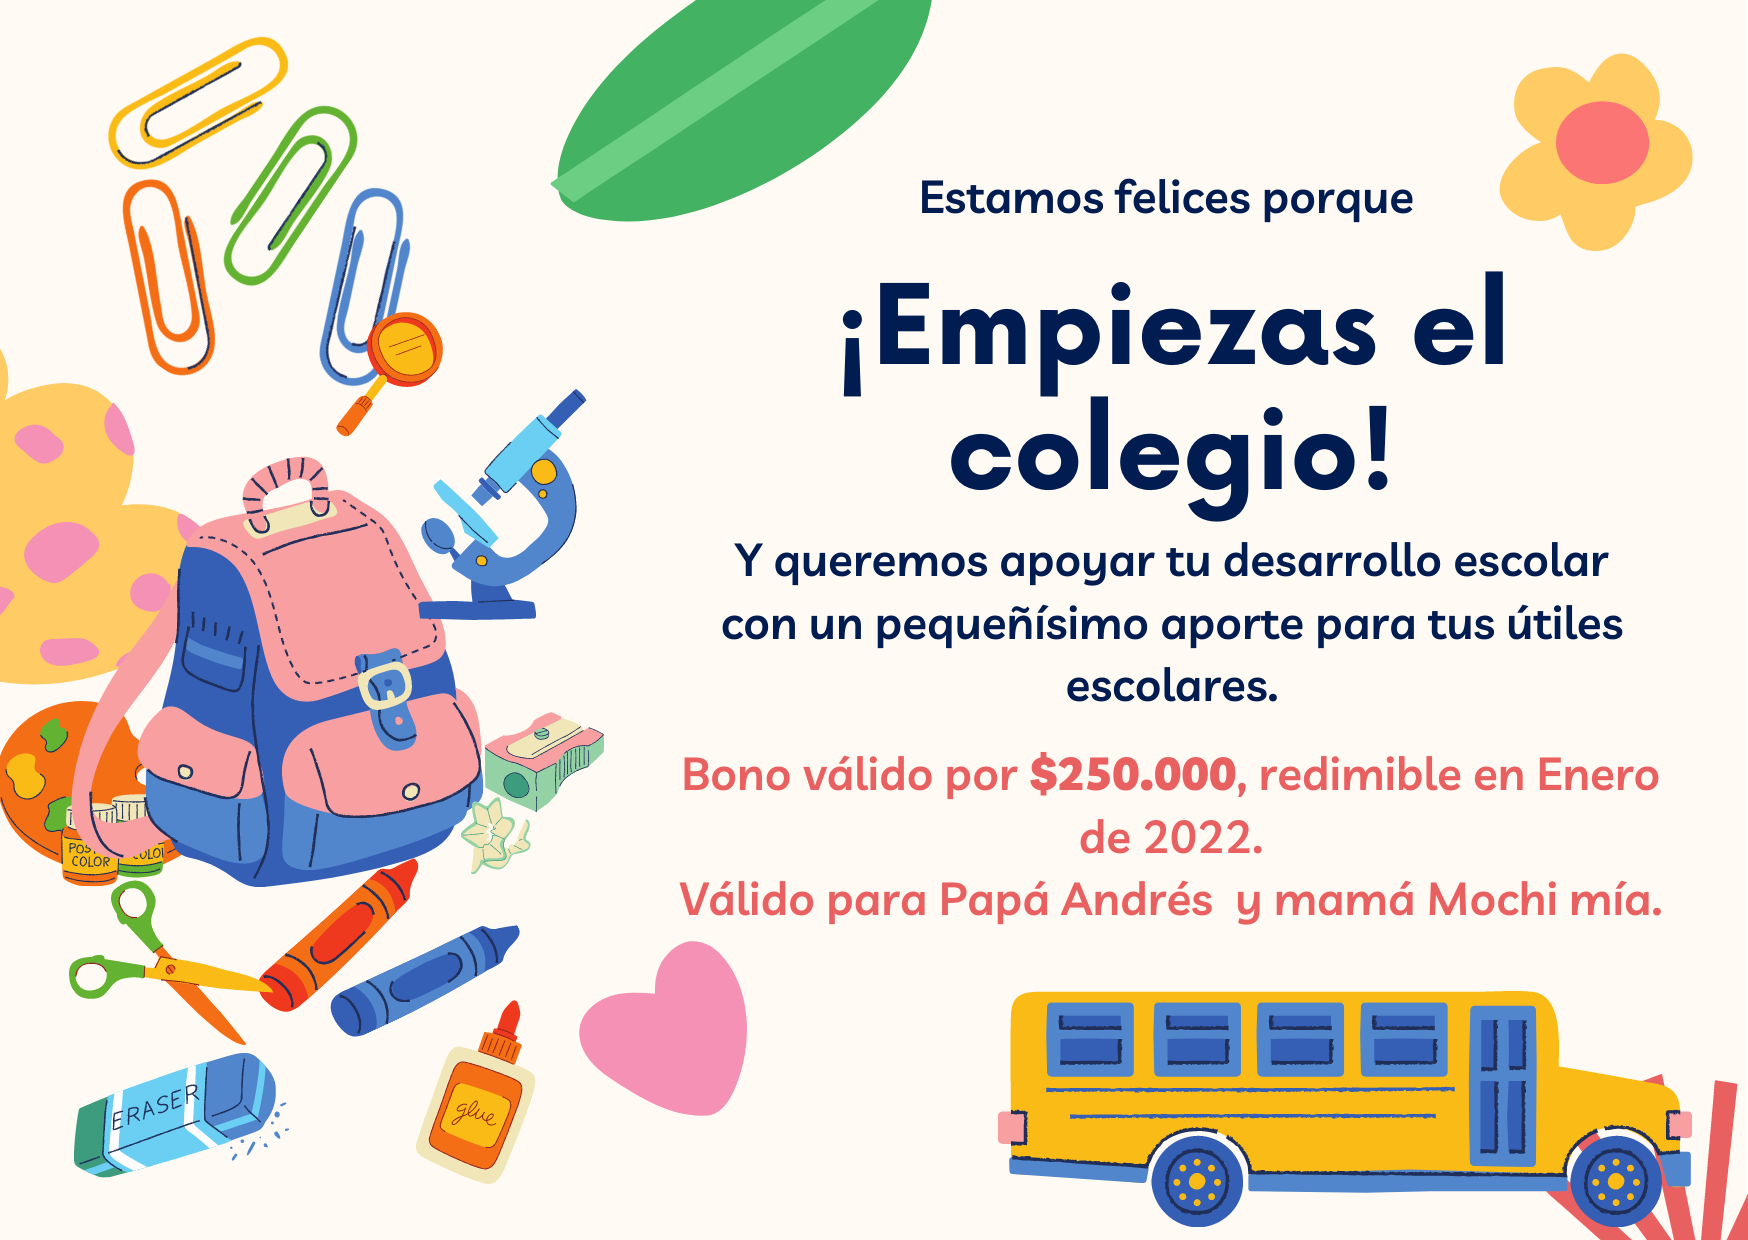 Estamos felices porque
¡Empiezas el
colegio!
Y queremos apoyar tu desarrollo escolar
con un pequeñísimo aporte para tus útiles
escolares.
Bono válido por $250.000, redimible en Enero
de 2022.
Válido para Papá Andrés y mamá Mochi mía.
COLOR
ERASER
glue